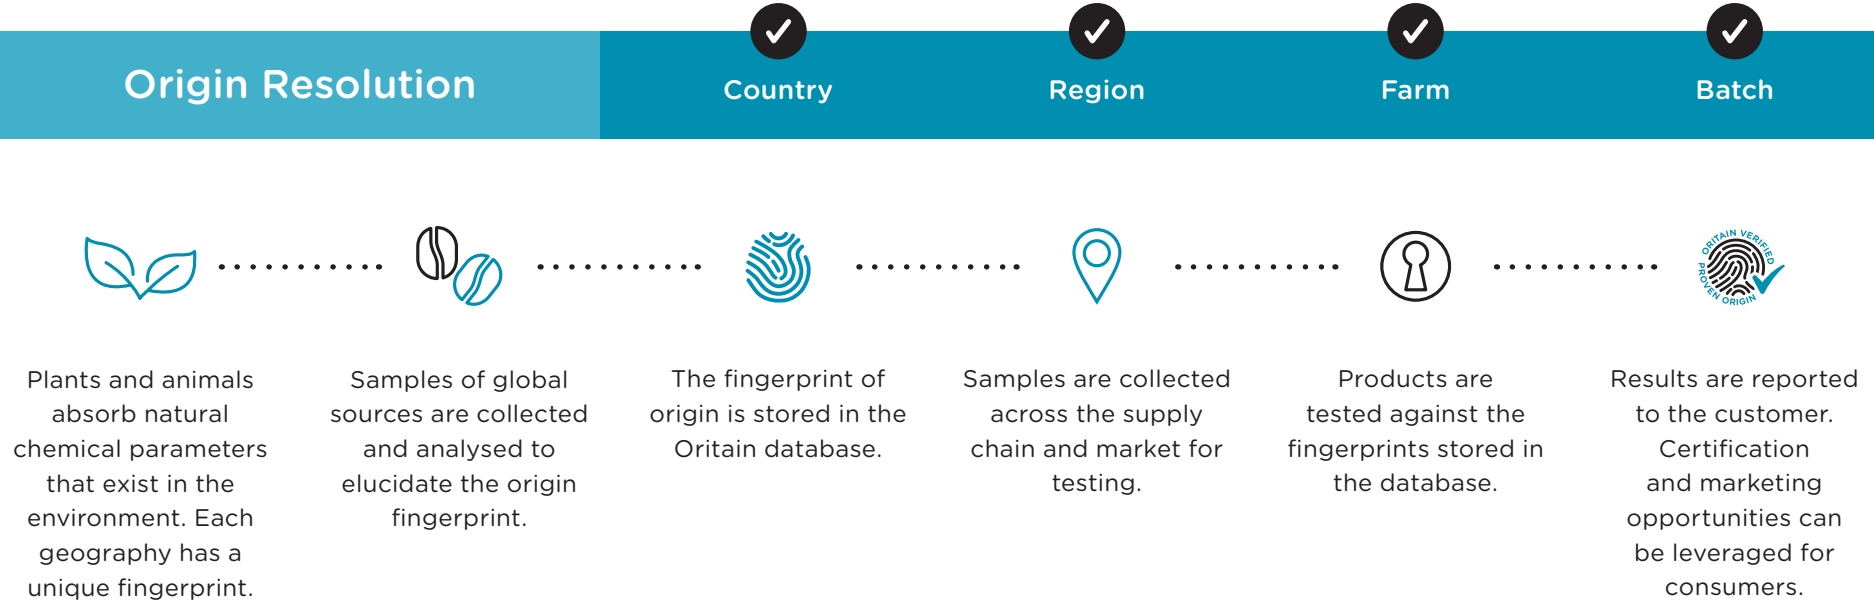 Origin Resolution
Country
Region
Farm
Batch
ORITAIN VERIFIED
PROVEN ORIGIN
Plants and animals
absorb natural
chemical parameters
that exist in the
environment. Each
geography has a
unique fingerprint.
Samples of global
sources are collected
and analysed to
elucidate the origin
fingerprint.
The fingerprint of
origin is stored in the
Oritain database.
Samples are collected
across the supply
chain and market for
testing.
Products are
tested against the
fingerprints stored in
the database.
Results are reported
to the customer.
Certification
and marketing
opportunities can
be leveraged for
consumers.